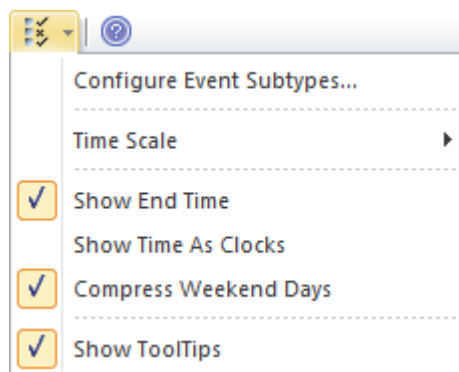 Configure Event Subtypes...
Time Scale
Show End Time
Show Time As Clocks
Compress Weekend Days
Show ToolTips